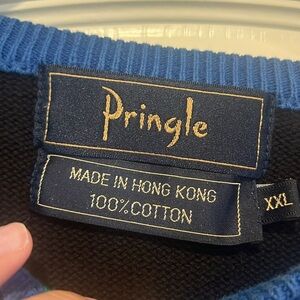 Pringle
MADE IN HONG KONG
100% COTTON
XXL